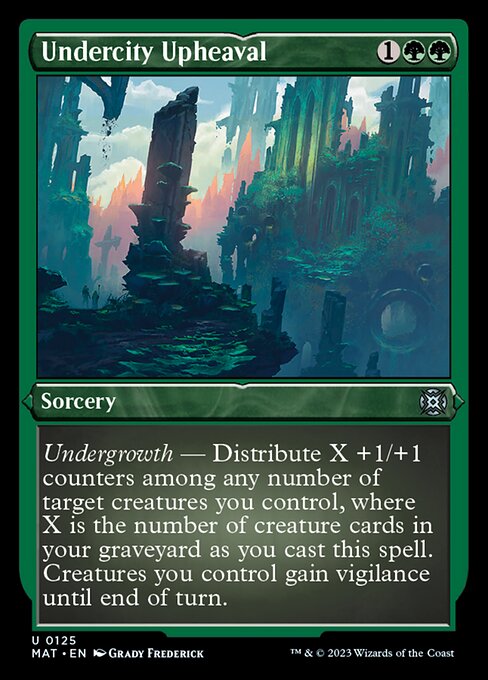 Undercity Upheaval 1
Sorcery
Undergrowth — Distribute X +1/+1
counters among any number of
target creatures you control, where
X is the number of creature cards in
your graveyard as you cast this spell.
Creatures you control gain vigilance
until end of turn.
U 0125
MAT • EN Grady Frederick ™ & © 2023 Wizards of the Coast